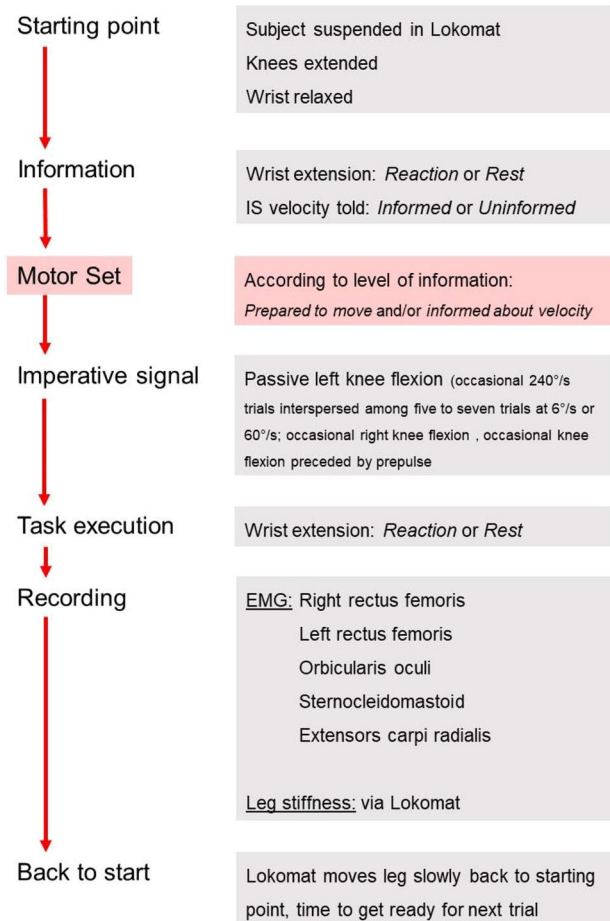 Starting point
Subject suspended in Lokomat
Knees extended
Wrist relaxed
Information
Wrist extension: Reaction or Rest
IS velocity told: Informed or Uninformed
Motor Set
According to level of information:
Prepared to move and/or informed about velocity
Imperative signal
Passive left knee flexion (occasional 240°/s
trials interspersed among five to seven trials at 6°/s or
60°/s; occasional right knee flexion , occasional knee
flexion preceded by prepulse
Task execution
Wrist extension: Reaction or Rest
Recording
EMG: Right rectus femoris
Left rectus femoris
Orbicularis oculi
Sternocleidomastoid
Extensors carpi radialis
Leg stiffness: via Lokomat
Back to start
Lokomat moves leg slowly back to starting
point, time to get ready for next trial